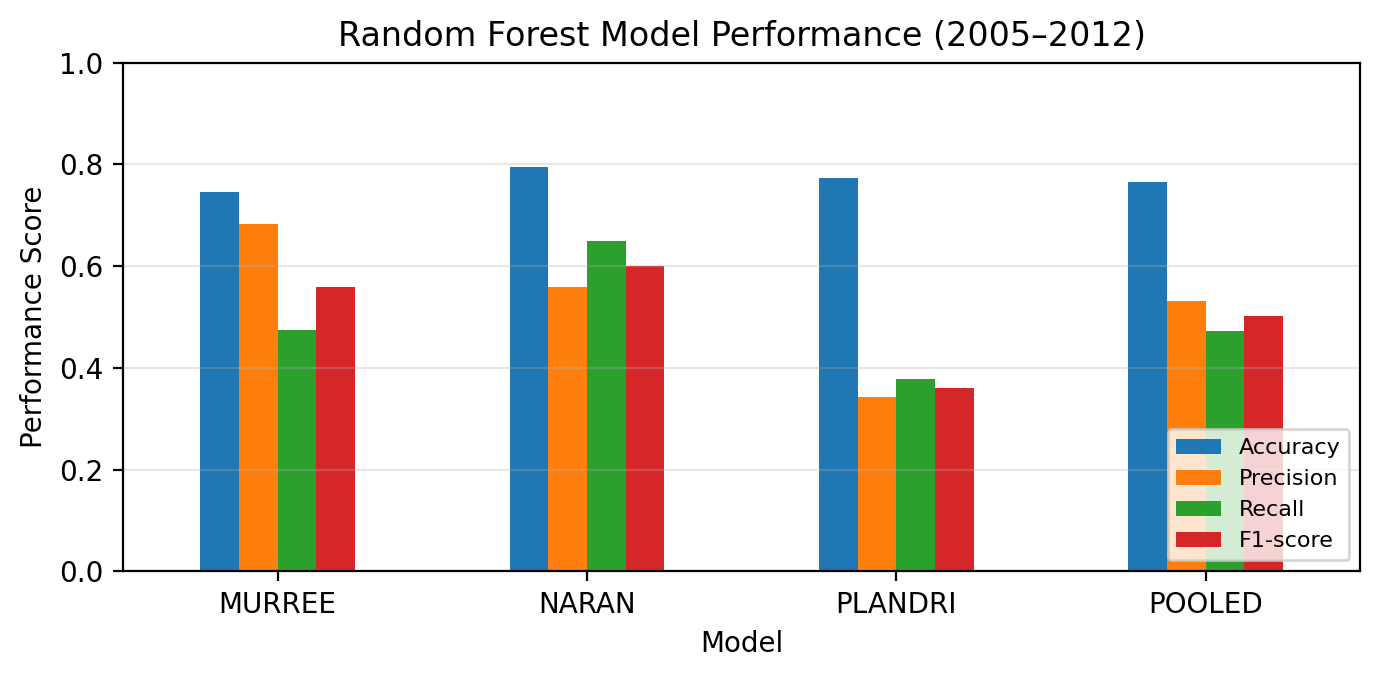 Random Forest Model Performance (2005–2012)
Performance Score
1.0
0.8
0.6
0.4
0.2
0.0
MURREE NARAN PLANDRI POOLED
Model
Accuracy
Precision
Recall
F1-score